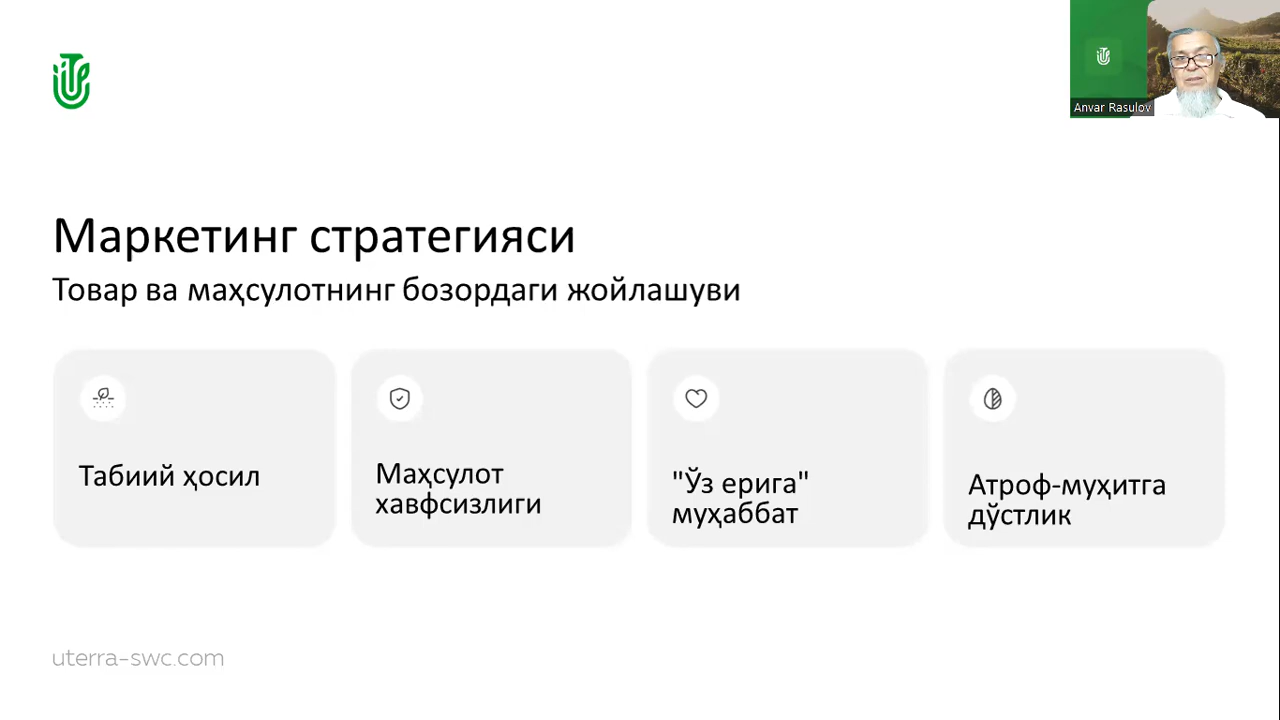 Anvar Rasulov
Маркетинг стратегияси
Товар ва маҳсулотнинг бозордаги жойлашуви
Табиий ҳосил
Маҳсулот
хавфсизлиги
"Ўз ерига"
муҳаббат
Атроф-муҳитга
дўстлик
uterra-swc.com